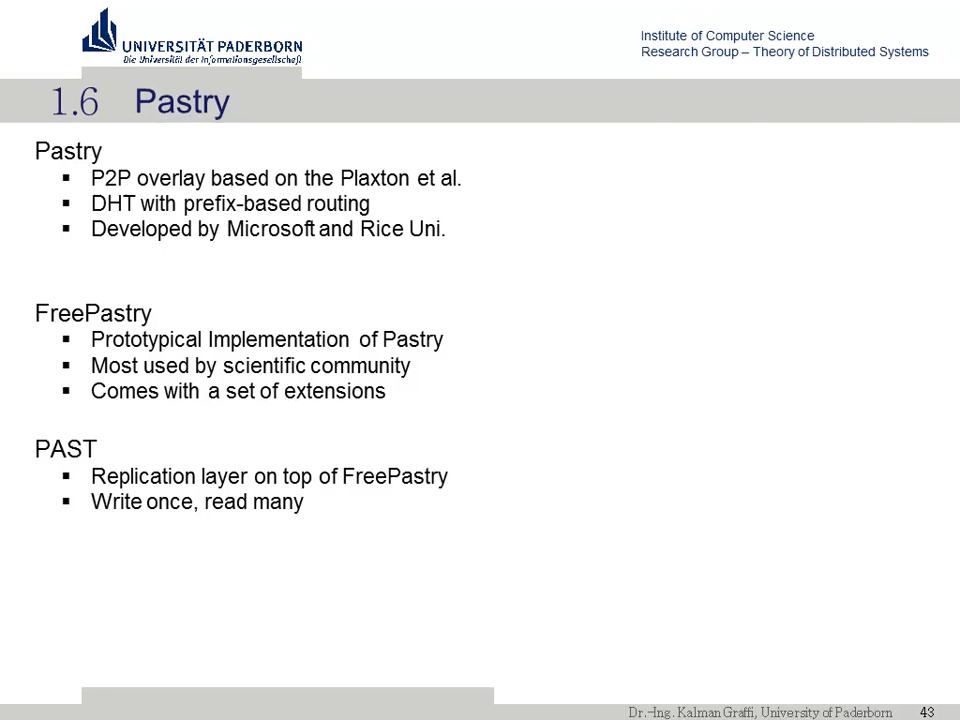 UNIVERSITÄT PADERBORN
Die Universität der Informationsgesellschaft
Institute of Computer Science
Research Group – Theory of Distributed Systems
1.6 Pastry
Pastry
▪ P2P overlay based on the Plaxton et al.
▪ DHT with prefix-based routing
▪ Developed by Microsoft and Rice Uni.
FreePastry
▪ Prototypical Implementation of Pastry
▪ Most used by scientific community
▪ Comes with a set of extensions
PAST
▪ Replication layer on top of FreePastry
▪ Write once, read many
Dr.-Ing. Kalman Graffi, University of Paderborn 43